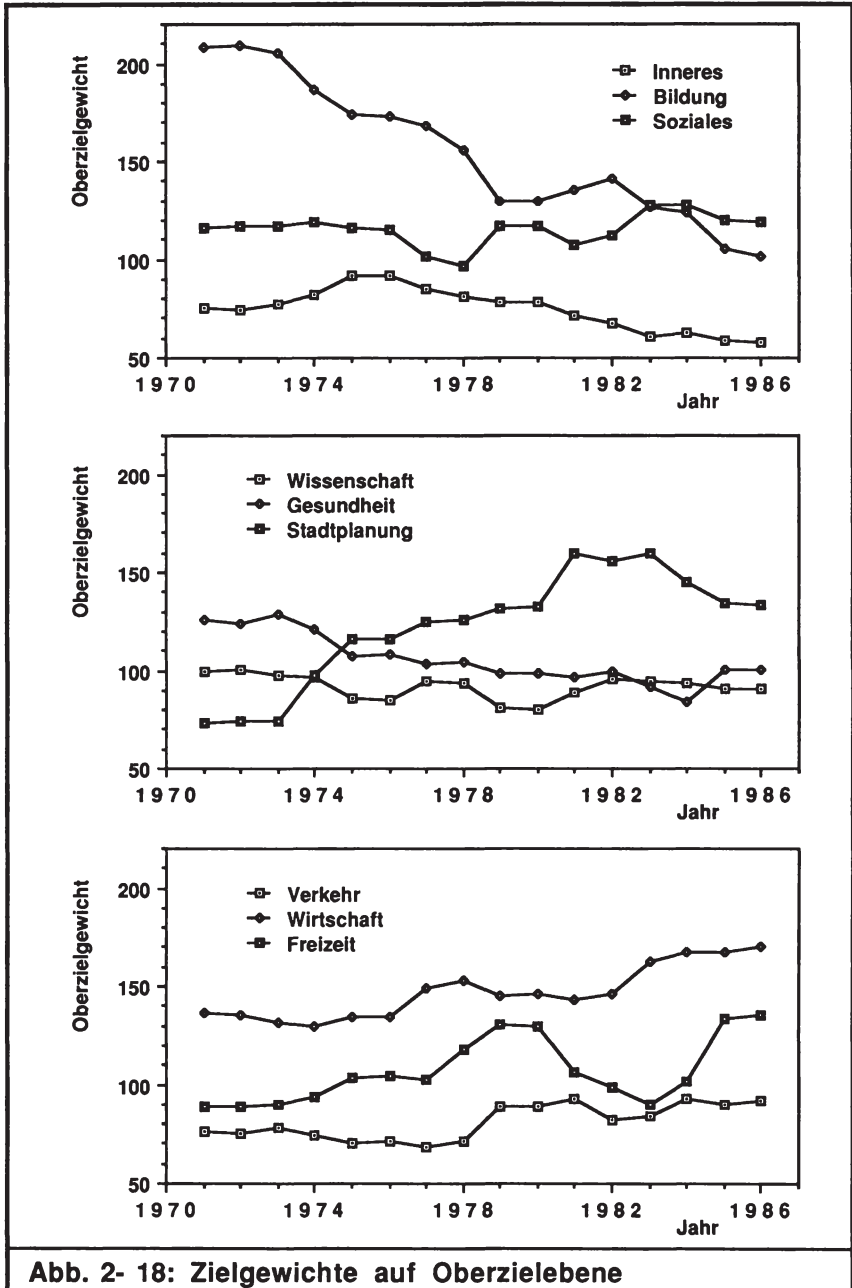 Oberzielgewicht
200
150
100
50
Inneres
Bildung
Soziales
1970 1974 1978 1982 1986
Jahr
Oberzielgewicht
200
150
100
50
Wissenschaft
Gesundheit
Stadtplanung
1970 1974 1978 1982 1986
Jahr
Oberzielgewicht
200
150
100
50
Verkehr
Wirtschaft
Freizeit
1970 1974 1978 1982 1986
Jahr
Abb. 2- 18: Zielgewichte auf Oberzielebene